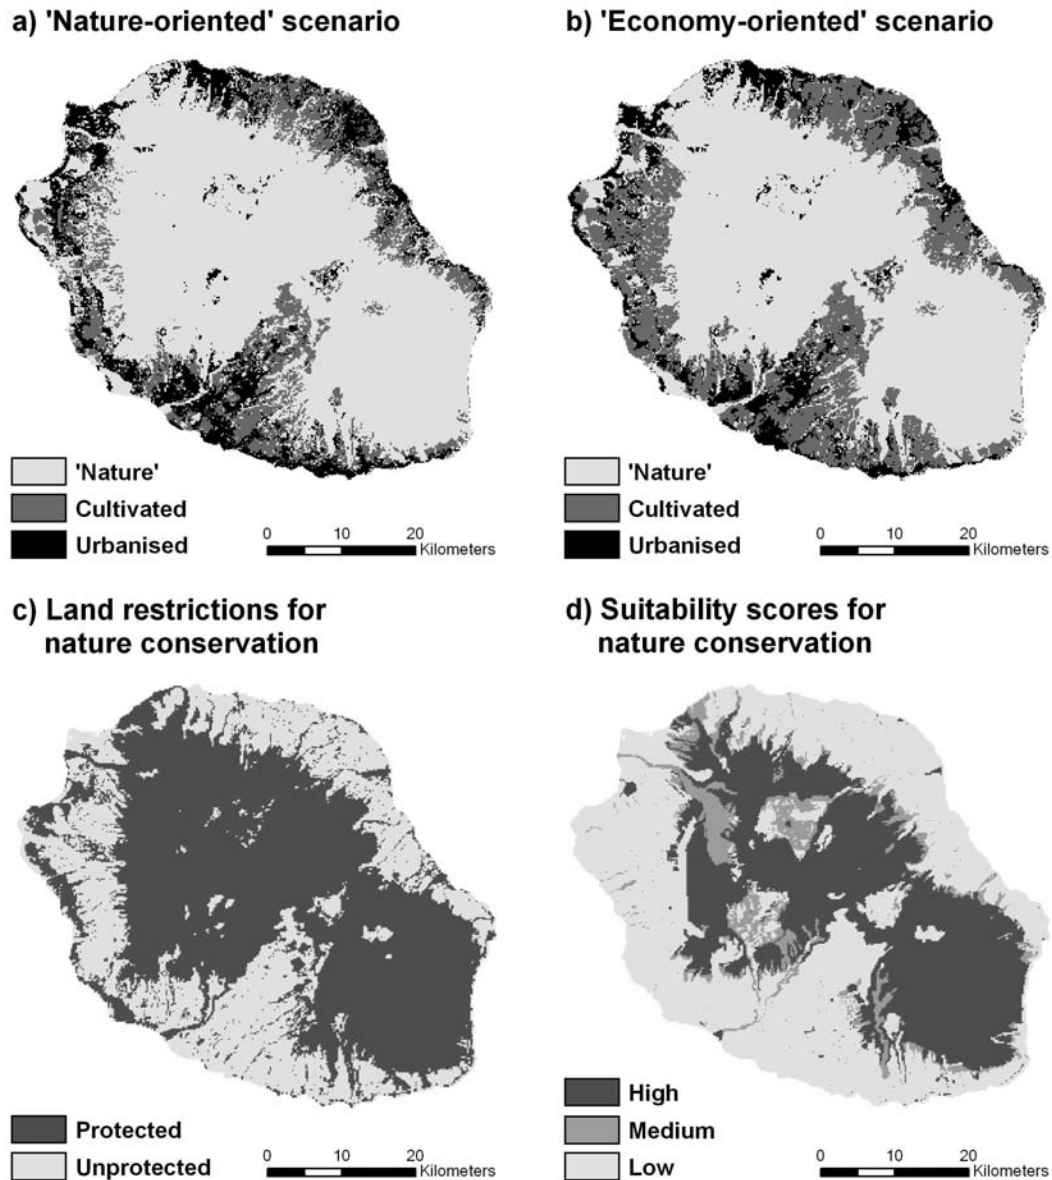 a) 'Nature-oriented' scenario
b) 'Economy-oriented' scenario
'Nature'
Cultivated
Urbanised
0 10 20
Kilometers
'Nature'
Cultivated
Urbanised
0 10 20
Kilometers
c) Land restrictions for
nature conservation
d) Suitability scores for
nature conservation
Protected
Unprotected
0 10 20
Kilometers
High
Medium
Low
0 10 20
Kilometers